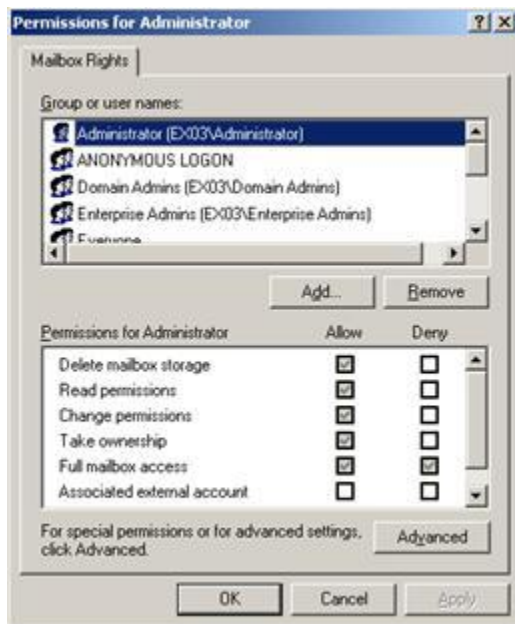 Permissions for Administrator
Mailbox Rights
Group or user names:
Administrator (EX03\Administrator)
ANONYMOUS LOGON
Domain Admins (EX03\Domain Admins)
Enterprise Admins (EX03\Enterprise Admins)
Everyone
Add...
Remove
Permissions for Administrator Allow Deny
Delete mailbox storage
Read permissions
Change permissions
Take ownership
Full mailbox access
Associated external account
For special permissions or for advanced settings,
click Advanced.
Advanced
OK
Cancel
Apply